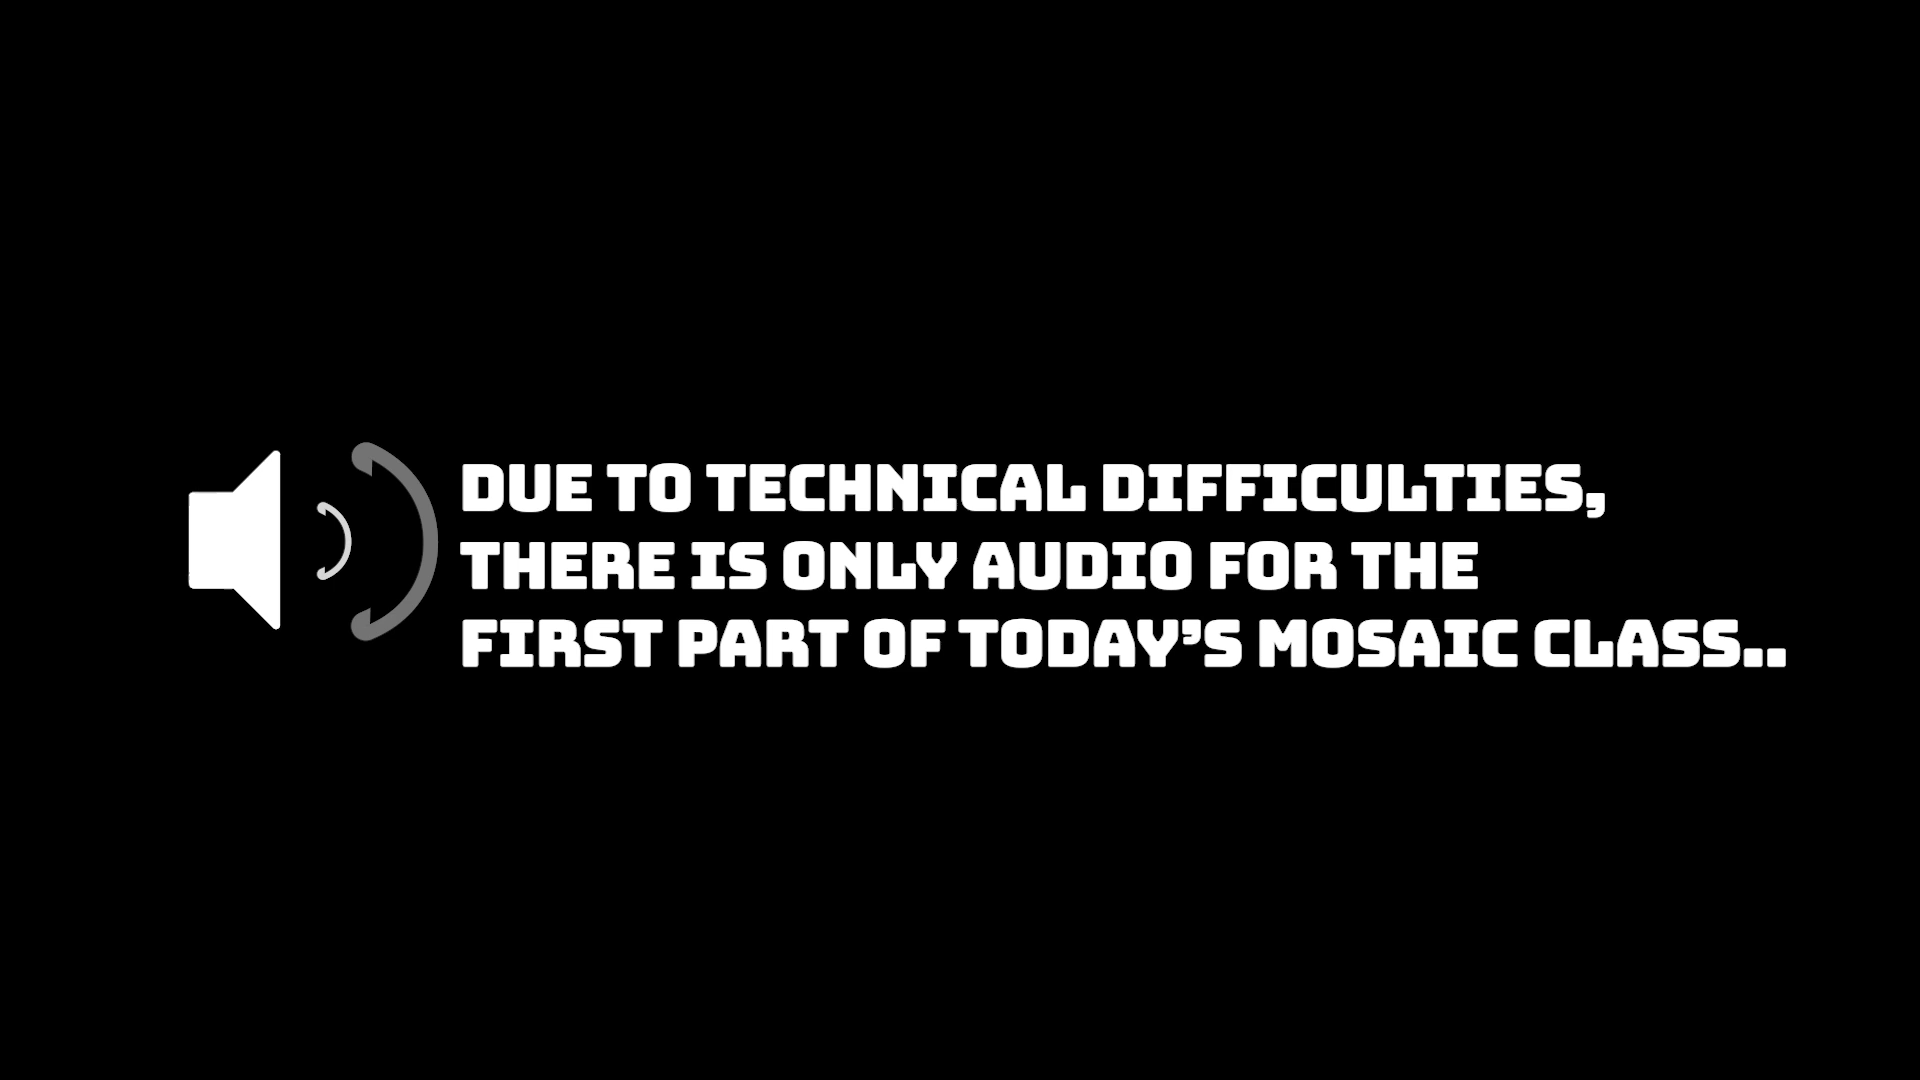 DUE TO TECHNICAL DIFFICULTIES,
THERE IS ONLY AUDIO FOR THE
FIRST PART OF TODAY’S MOSAIC CLASS..